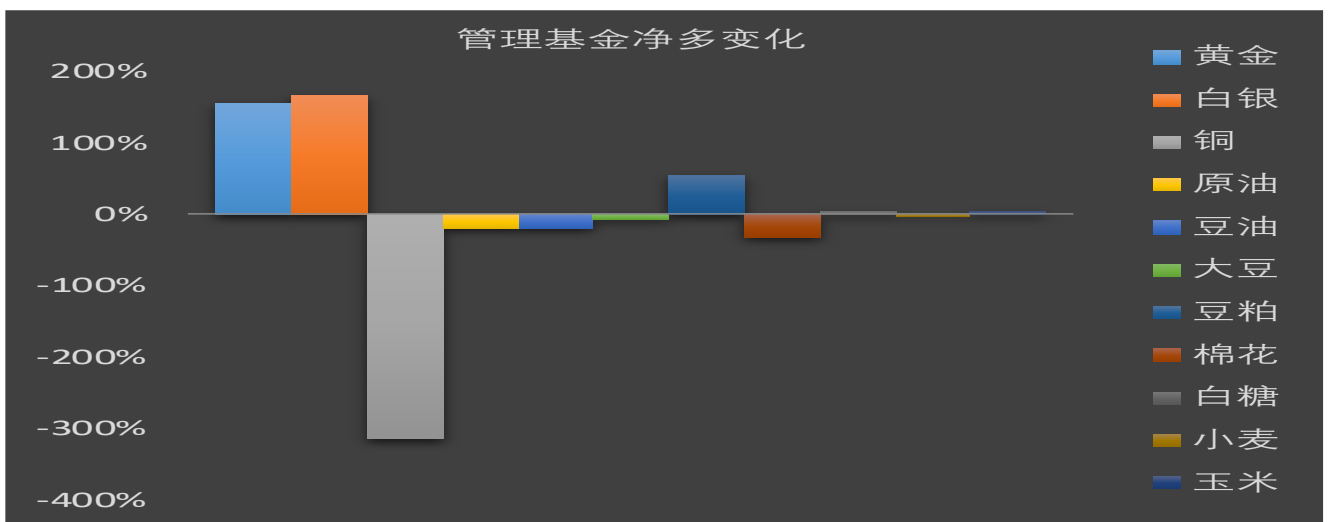 管理基金净多变化
200%
100%
0%
-100%
-200%
-300%
-400%
黄金
白银
铜
原油
豆油
大豆
豆粕
棉花
白糖
小麦
玉米